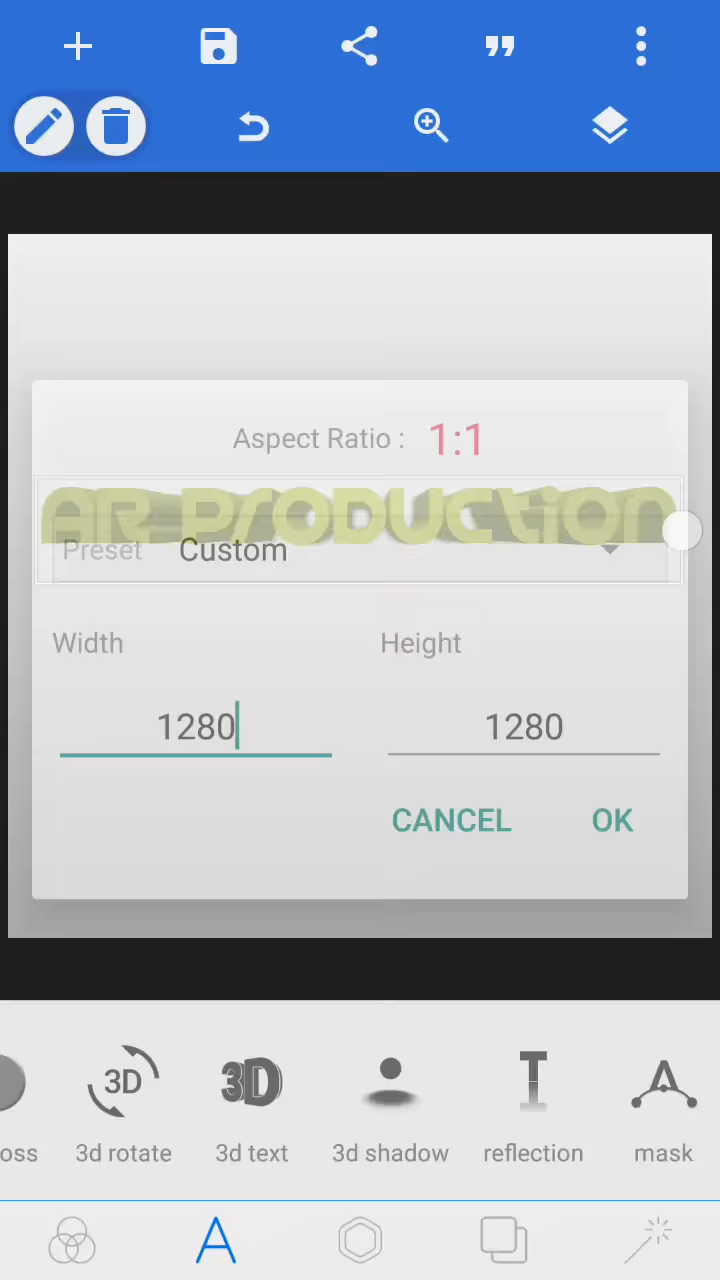 Aspect Ratio : 1:1
AR PRODUCTION
Preset Custom
Width Height
1280 1280
CANCEL OK
3D 3D T A
oss 3d rotate 3d text 3d shadow reflection mask
A